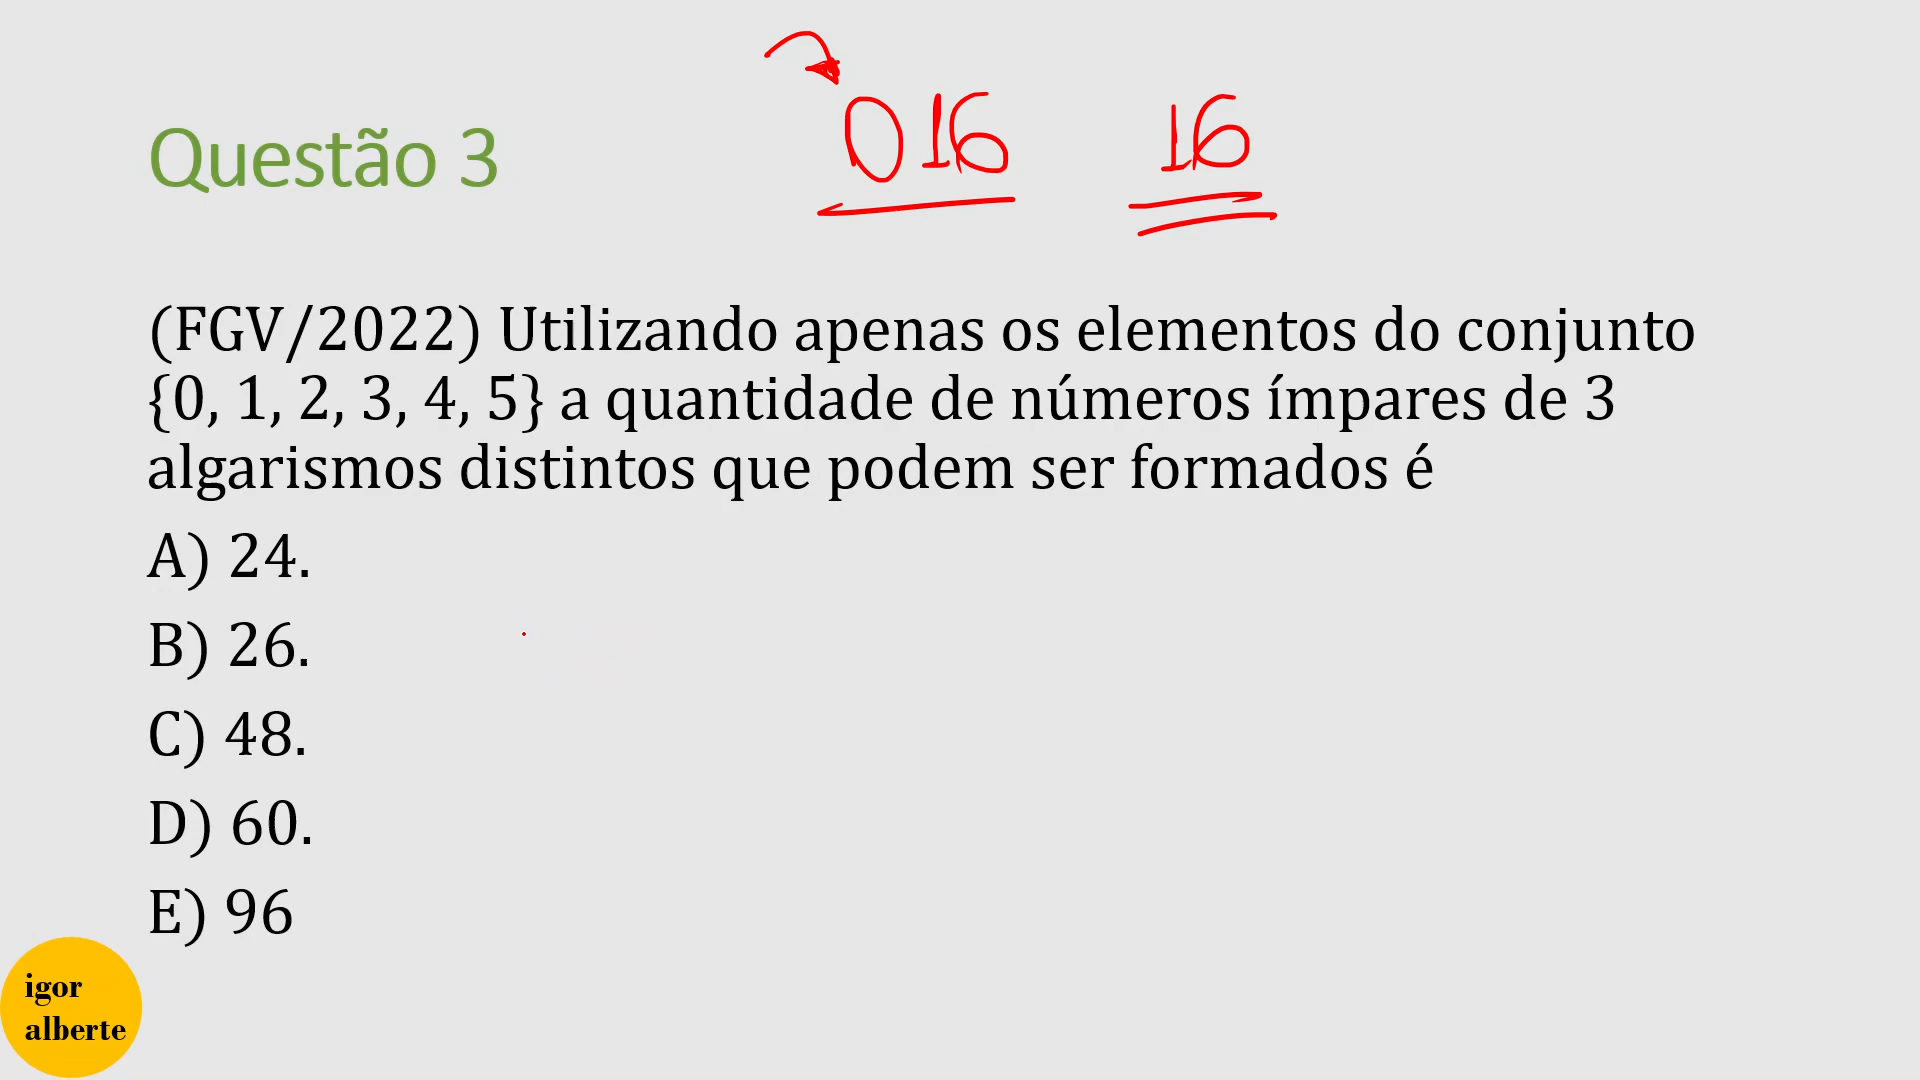 016 16
Questão 3
(FGV/2022) Utilizando apenas os elementos do conjunto
{0, 1, 2, 3, 4, 5} a quantidade de números ímpares de 3
algarismos distintos que podem ser formados é
A) 24.
B) 26.
C) 48.
D) 60.
E) 96
igor
alberte